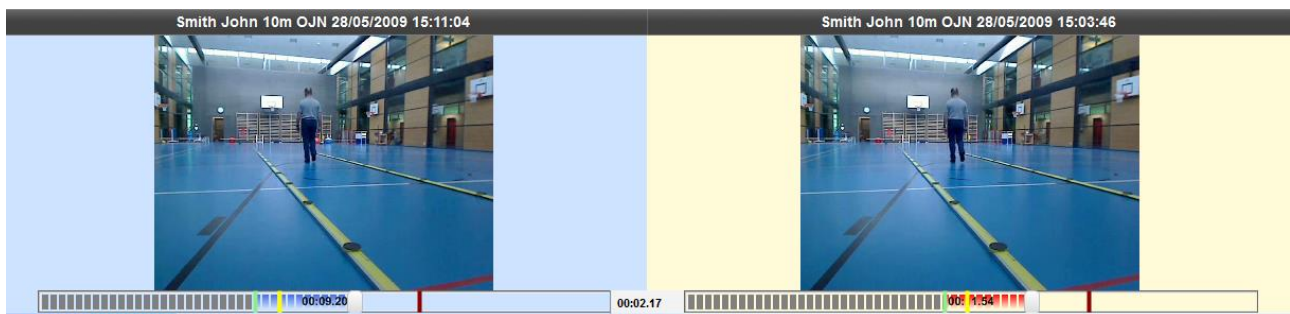 Smith John 10m OJN 28/05/2009 15:11:04
Smith John 10m OJN 28/05/2009 15:03:46
00:09.20
00:02.17